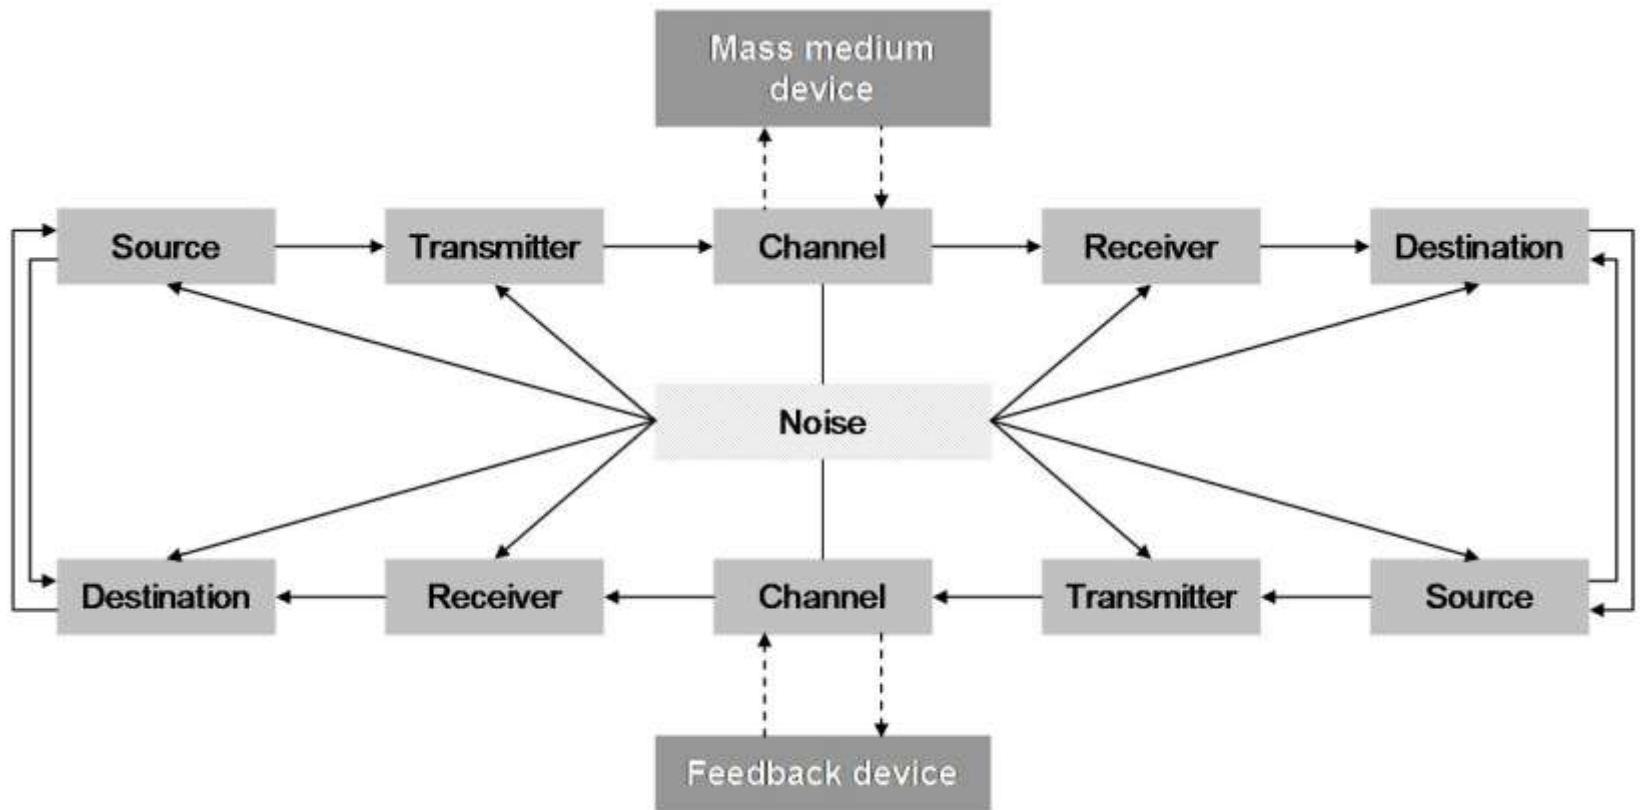 Mass medium
device
Source
Transmitter
Channel
Receiver
Destination
Noise
Destination
Receiver
Channel
Transmitter
Source
Feedback device